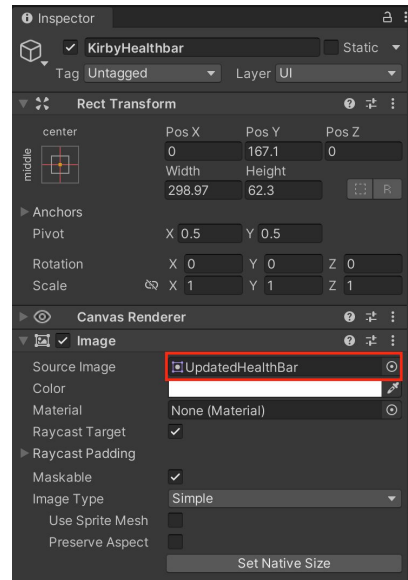 Inspector
KirbyHealthbar Static
Tag Untagged Layer UI
Rect Transform
center Pos X Pos Y Pos Z
middle 0 167.1 0
Width Height
298.97 62.3 R
Anchors
Pivot X 0.5 Y 0.5
Rotation X 0 Y 0 Z 0
Scale X 1 Y 1 Z 1
Canvas Renderer
Image
Source Image UpdatedHealthBar
Color
Material None (Material)
Raycast Target
Raycast Padding
Maskable
Image Type Simple
Use Sprite Mesh
Preserve Aspect
Set Native Size